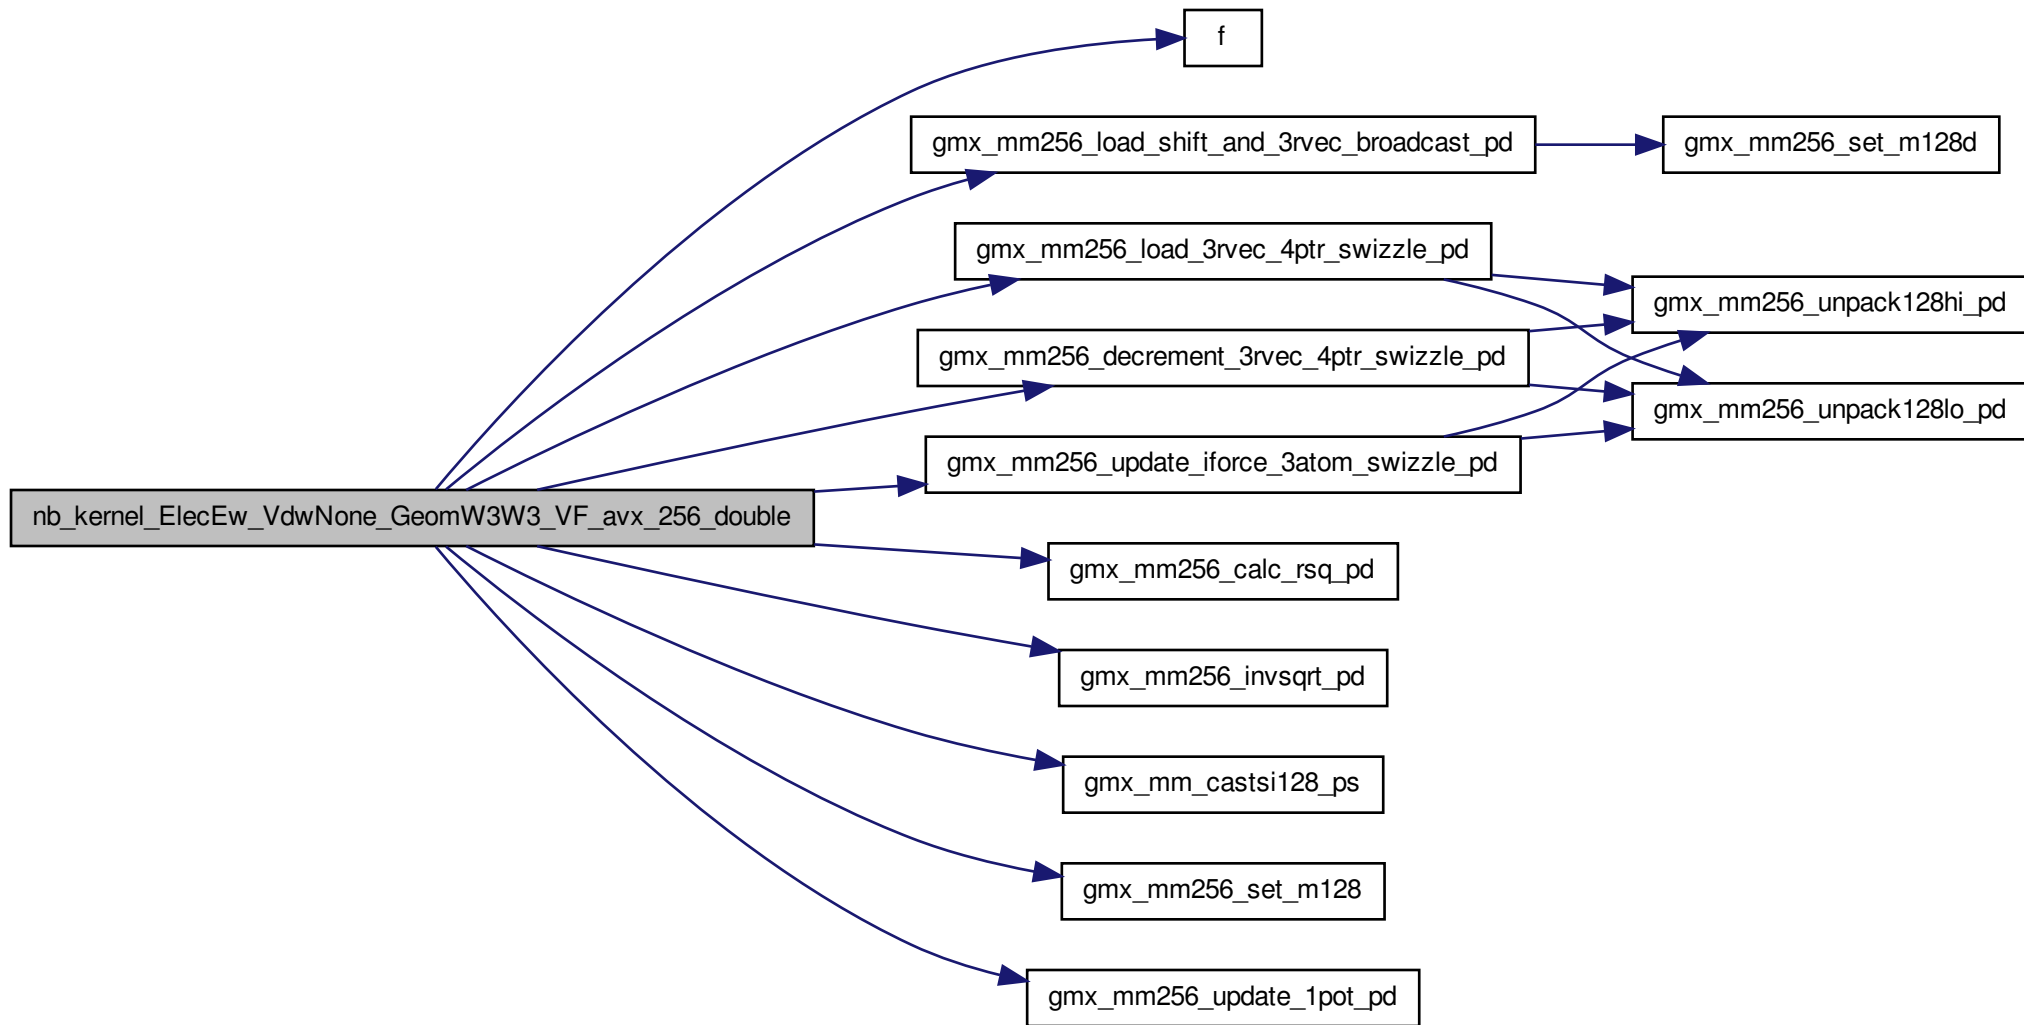 f
gmx_mm256_load_shift_and_3rvec_broadcast_pd
gmx_mm256_set_m128d
gmx_mm256_load_3rvec_4ptr_swizzle_pd
gmx_mm256_unpack128hi_pd
gmx_mm256_decrement_3rvec_4ptr_swizzle_pd
gmx_mm256_unpack128lo_pd
gmx_mm256_update_iforce_3atom_swizzle_pd
nb_kernel_ElecEw_VdwNone_GeomW3W3_VF_avx_256_double
gmx_mm256_calc_rsq_pd
gmx_mm256_invsqrt_pd
gmx_mm_castsi128_ps
gmx_mm256_set_m128
gmx_mm256_update_1pot_pd